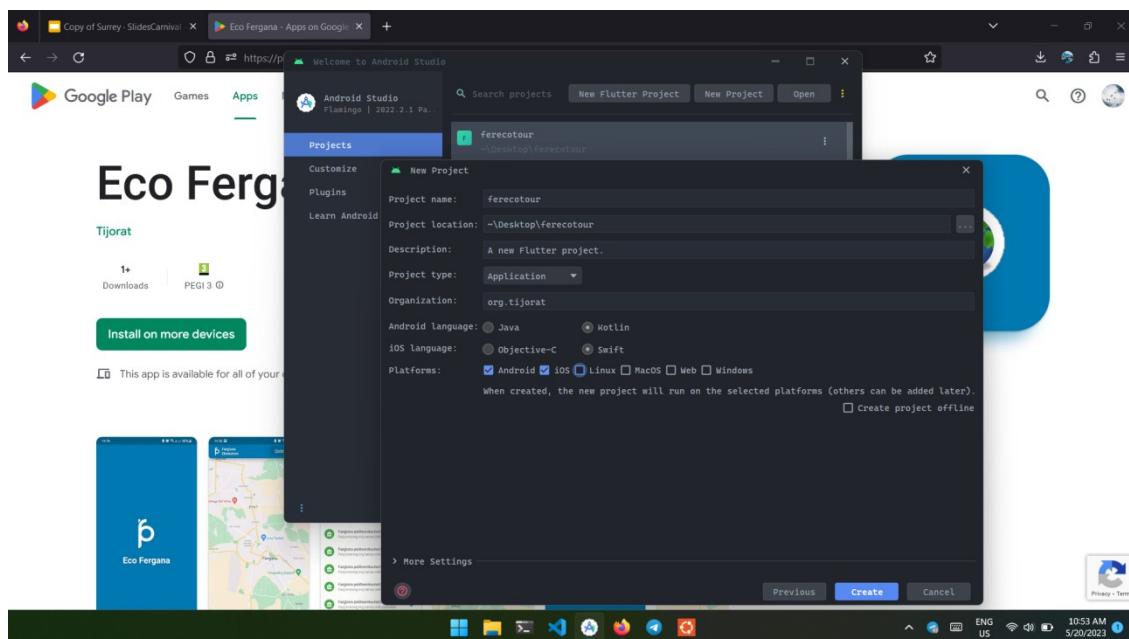 Copy of Surrey - SlidesCarnival
Eco Fergana - Apps on Google
https://p
Google Play
Games
Apps
Eco Ferga
Tijorat
1+
Downloads
3
PEGI 3
Install on more devices
This app is available for all of your
Eco Fergana
Welcome to Android Studio
Android Studio
Flamingo | 2022.2.1 Pa..
Search projects
New Flutter Project
New Project
Open
Projects
Customize
Plugins
Learn Android
F
ferecotour
~\Desktop\ferecotour
New Project
Project name: ferecotour
Project location: ~\Desktop\ferecotour
...
Description: A new Flutter project.
Project type: Application
Organization: org.tijorat
Android language: Java Kotlin
iOS language: Objective-C Swift
Platforms: Android iOS Linux MacOS Web Windows
When created, the new project will run on the selected platforms (others can be added later).
Create project offline
> More Settings
?
Previous
Create
Cancel
Privacy - Term
ENG
US
10:53 AM
5/20/2023
1